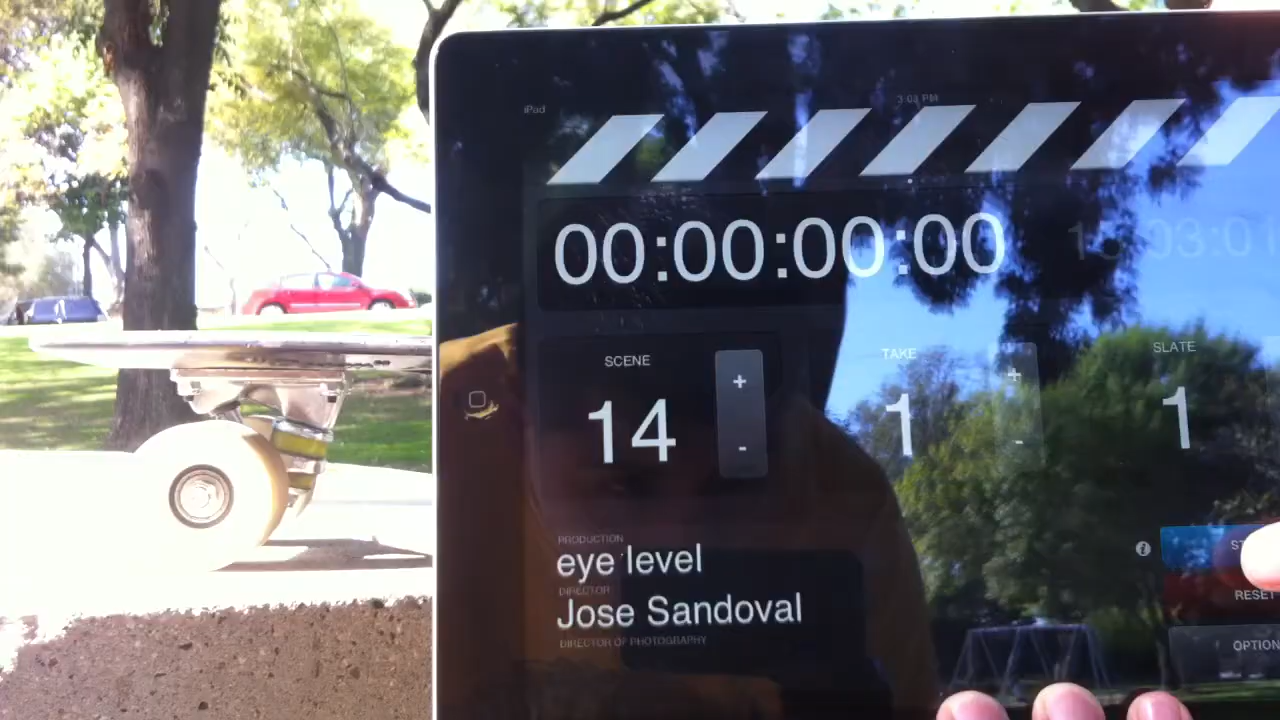 iPad
3:03 PM
00:00:00:00
SCENE
TAKE
SLATE
+
+
14
1
1
-
-
PRODUCTION
eye level
DIRECTOR
Jose Sandoval
RESET
DIRECTOR OF PHOTOGRAPHY
OPTION